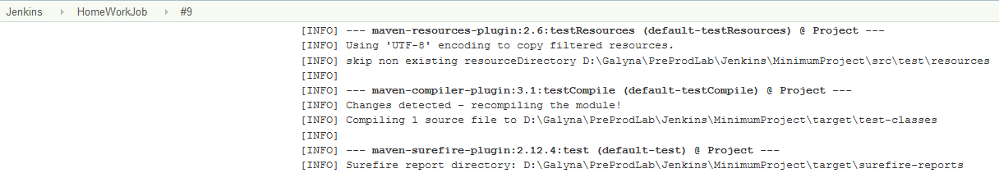 Jenkins HomeWorkJob #9
[INFO] --- maven-resources-plugin:2.6:testResources (default-testResources) @ Project ---
[INFO] Using 'UTF-8' encoding to copy filtered resources.
[INFO] skip non existing resourceDirectory D:\Galyna\PreProdLab\Jenkins\MinimumProject\src\test\resources
[INFO]
[INFO] --- maven-compiler-plugin:3.1:testCompile (default-testCompile) @ Project ---
[INFO] Changes detected - recompiling the module!
[INFO] Compiling 1 source file to D:\Galyna\PreProdLab\Jenkins\MinimumProject\target\test-classes
[INFO]
[INFO] --- maven-surefire-plugin:2.12.4:test (default-test) @ Project ---
[INFO] Surefire report directory: D:\Galyna\PreProdLab\Jenkins\MinimumProject\target\surefire-reports